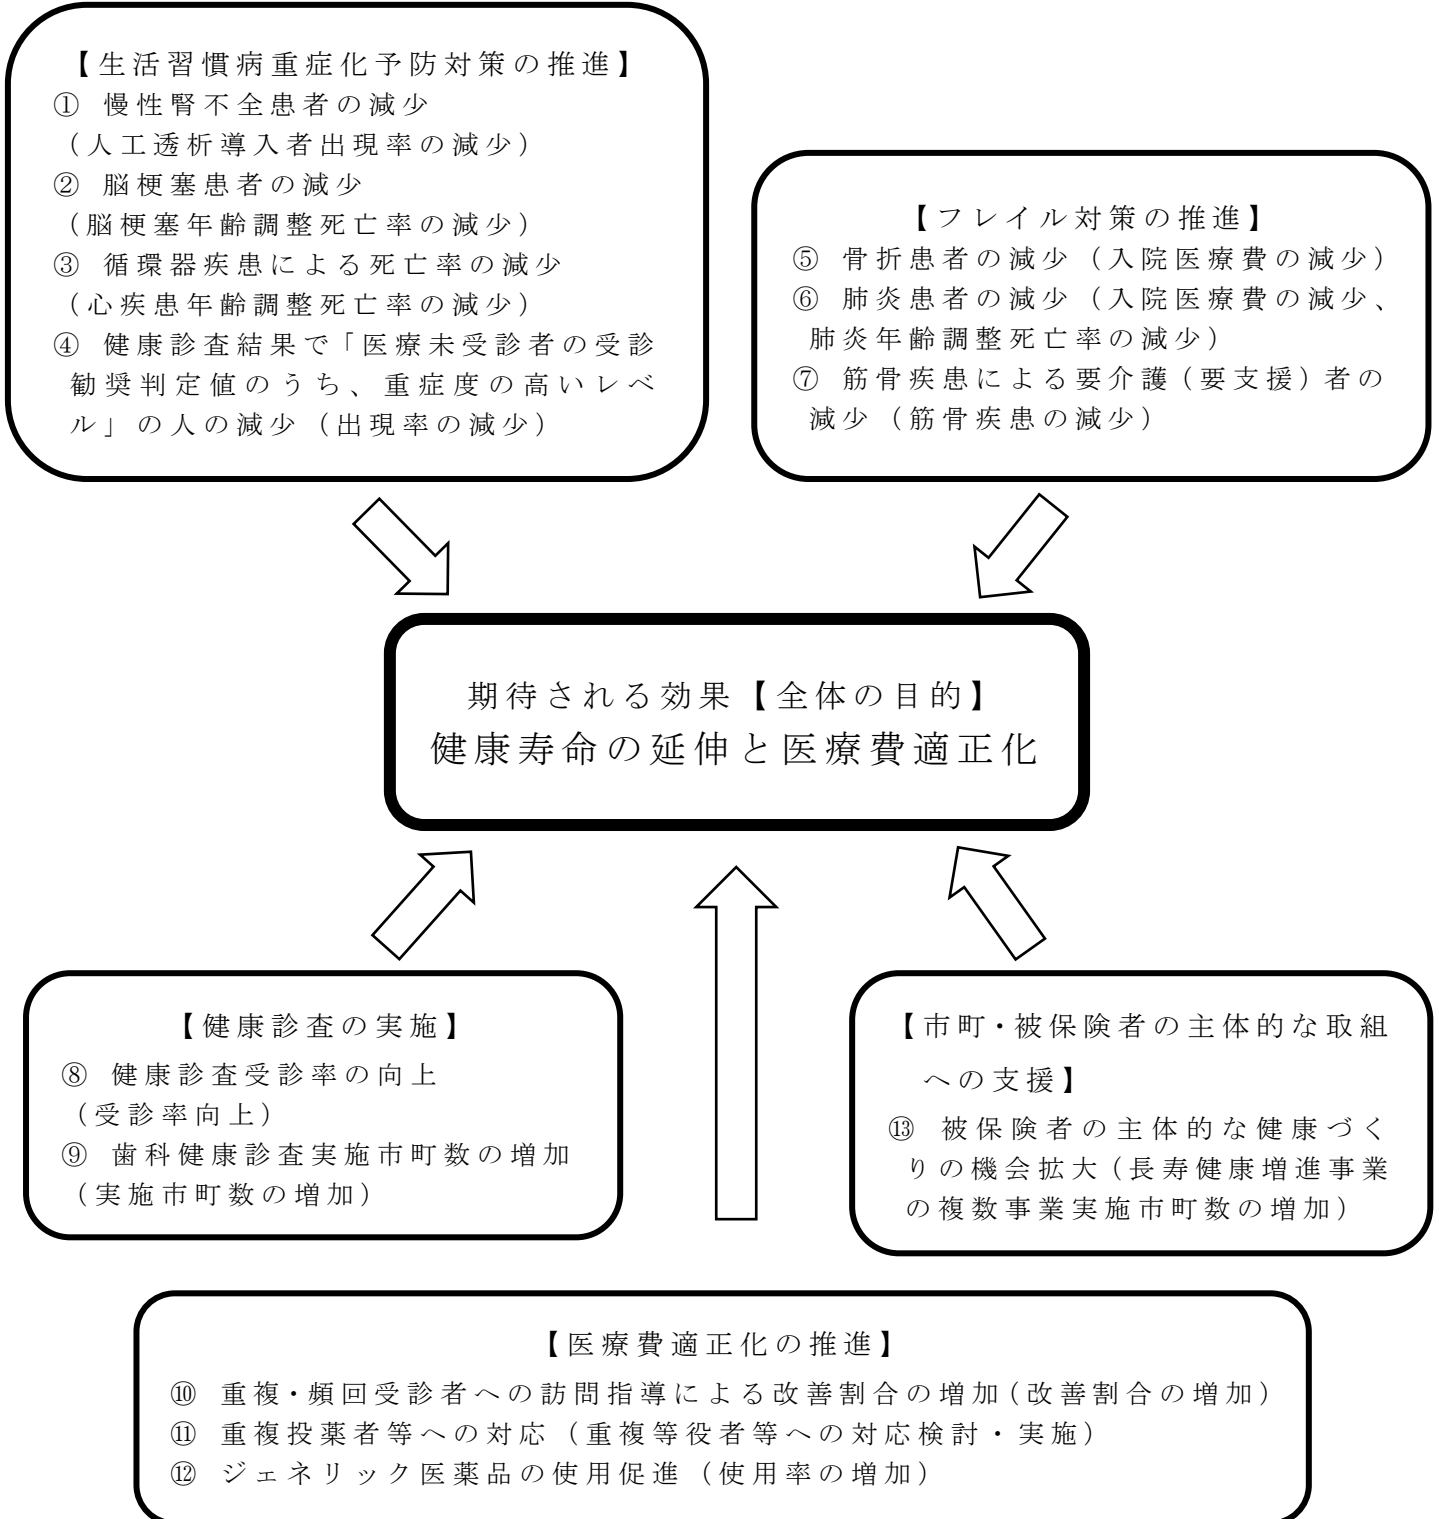 【生活習慣病重症化予防対策の推進】
① 慢性腎不全患者の減少
（人工透析導入者出現率の減少）
② 脳梗塞患者の減少
（脳梗塞年齢調整死亡率の減少）
③ 循環器疾患による死亡率の減少
（心疾患年齢調整死亡率の減少）
④ 健康診査結果で「医療未受診者の受診
勧奨判定値のうち、重症度の高いレベ
ル」の人の減少（出現率の減少）
【フレイル対策の推進】
⑤ 骨折患者の減少（入院医療費の減少）
⑥ 肺炎患者の減少（入院医療費の減少、
肺炎年齢調整死亡率の減少）
⑦ 筋骨疾患による要介護（要支援）者の
減少（筋骨疾患の減少）
期待される効果【全体の目的】
健康寿命の延伸と医療費適正化
【健康診査の実施】
⑧ 健康診査受診率の向上
（受診率向上）
⑨ 歯科健康診査実施市町数の増加
（実施市町数の増加）
【市町・被保険者の主体的な取組
への支援】
⑬ 被保険者の主体的な健康づく
りの機会拡大（長寿健康増進事業
の複数事業実施市町数の増加）
【医療費適正化の推進】
⑩ 重複・頻回受診者への訪問指導による改善割合の増加（改善割合の増加）
⑪ 重複投薬者等への対応（重複等役者等への対応検討・実施）
⑫ ジェネリック医薬品の使用促進（使用率の増加）